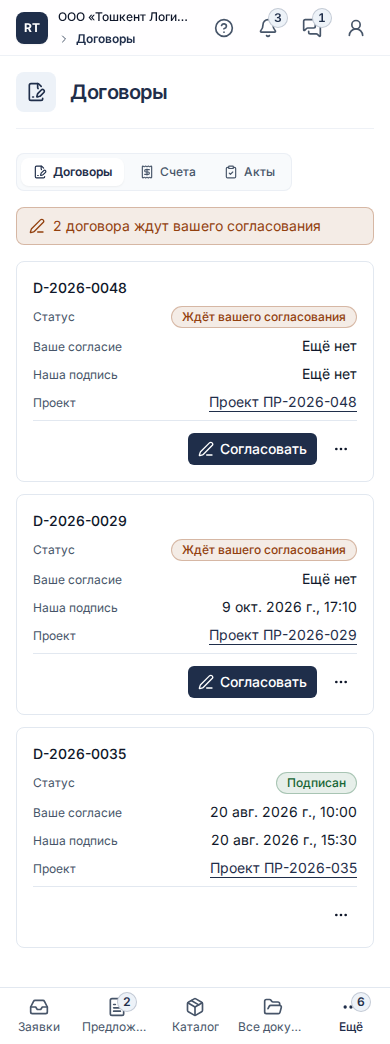 RT
ООО «Тошкент Логи...
> Договоры
3
1
Договоры
Договоры
Счета
Акты
2 договора ждут вашего согласования
D-2026-0048
Статус
Ждёт вашего согласования
Ваше согласие
Ещё нет
Наша подпись
Ещё нет
Проект
Проект ПР-2026-048
Согласовать
D-2026-0029
Статус
Ждёт вашего согласования
Ваше согласие
Ещё нет
Наша подпись
9 окт. 2026 г., 17:10
Проект
Проект ПР-2026-029
Согласовать
D-2026-0035
Статус
Подписан
Ваше согласие
20 авг. 2026 г., 10:00
Наша подпись
20 авг. 2026 г., 15:30
Проект
Проект ПР-2026-035
Заявки
2
Предлож...
Каталог
Все доку...
6
Ещё